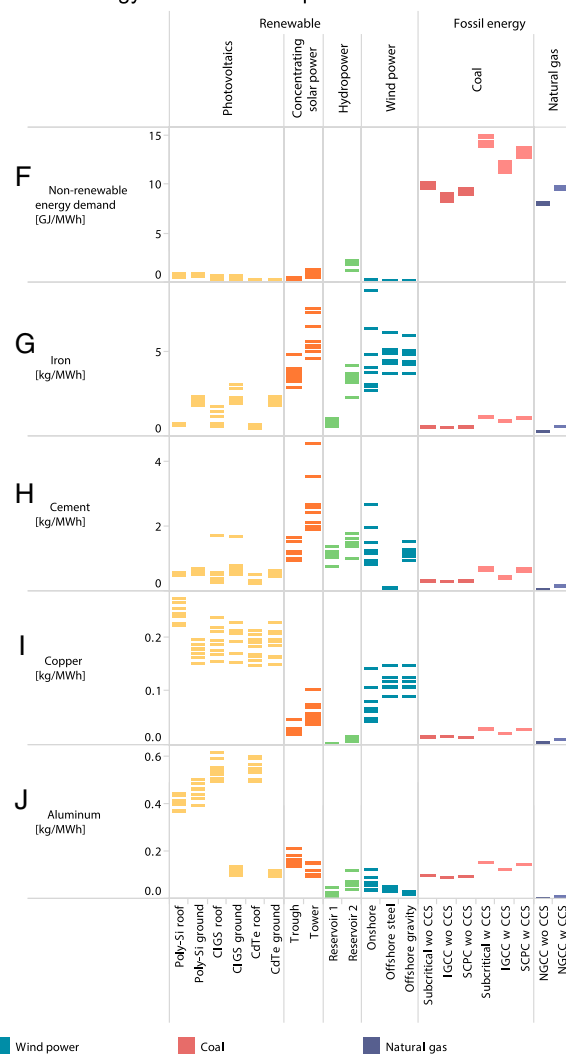 Renewable
Fossil energy
Photovoltaics
Concentrating
solar power
Hydropower
Wind power
Coal
Natural gas
F
Non-renewable
energy demand
[GJ/MWh]
15
10
5
0
G
Iron
[kg/MWh]
5
0
H
Cement
[kg/MWh]
4
2
0
I
Copper
[kg/MWh]
0.2
0.1
0.0
J
Aluminum
[kg/MWh]
0.6
0.4
0.2
0.0
Poly-Si roof
Poly-Si ground
CIGS roof
CIGS ground
CdTe roof
CdTe ground
Trough
Tower
Reservoir 1
Reservoir 2
Onshore
Offshore steel
Offshore gravity
Subcritical wo CCS
IGCC wo CCS
SCPC wo CCS
Subcritical w CCS
IGCC w CCS
SCPC w CCS
NGCC wo CCS
NGCC w CCS
Wind power
Coal
Natural gas